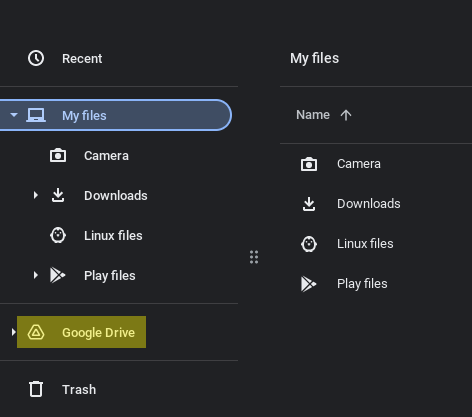 Recent
My files
Camera
Downloads
Linux files
Play files
Google Drive
Trash
My files
Name
Camera
Downloads
Linux files
Play files